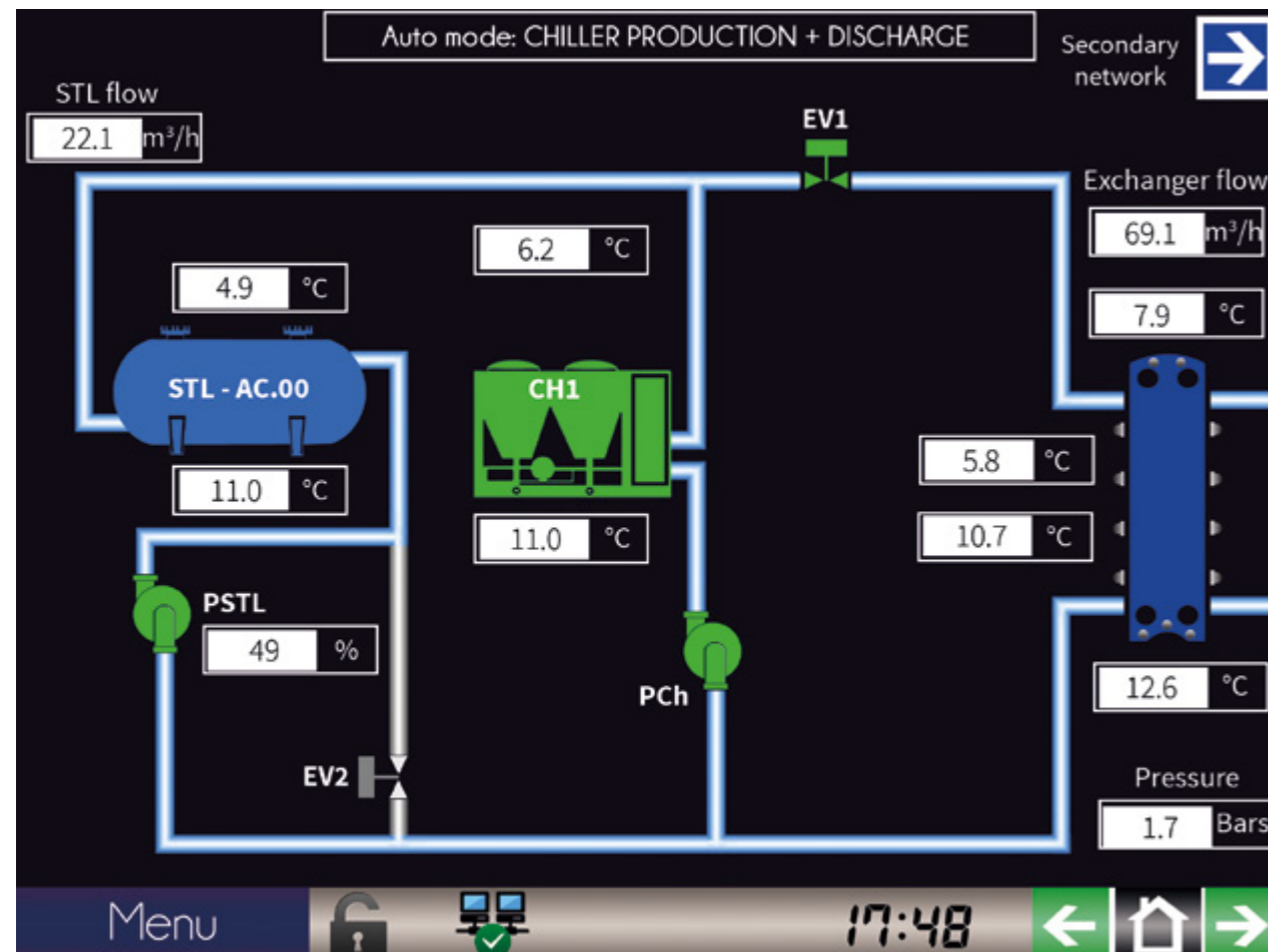 Auto mode: CHILLER PRODUCTION + DISCHARGE
Secondary
network
STL flow
22.1 m³/h
EV1
Exchanger flow
69.1 m³/h
6.2 °C
4.9 °C
7.9 °C
STL - AC.00
CH1
5.8 °C
11.0 °C
11.0 °C
10.7 °C
PSTL
49 %
PCh
12.6 °C
EV2
Pressure
1.7 Bars
Menu
17:48